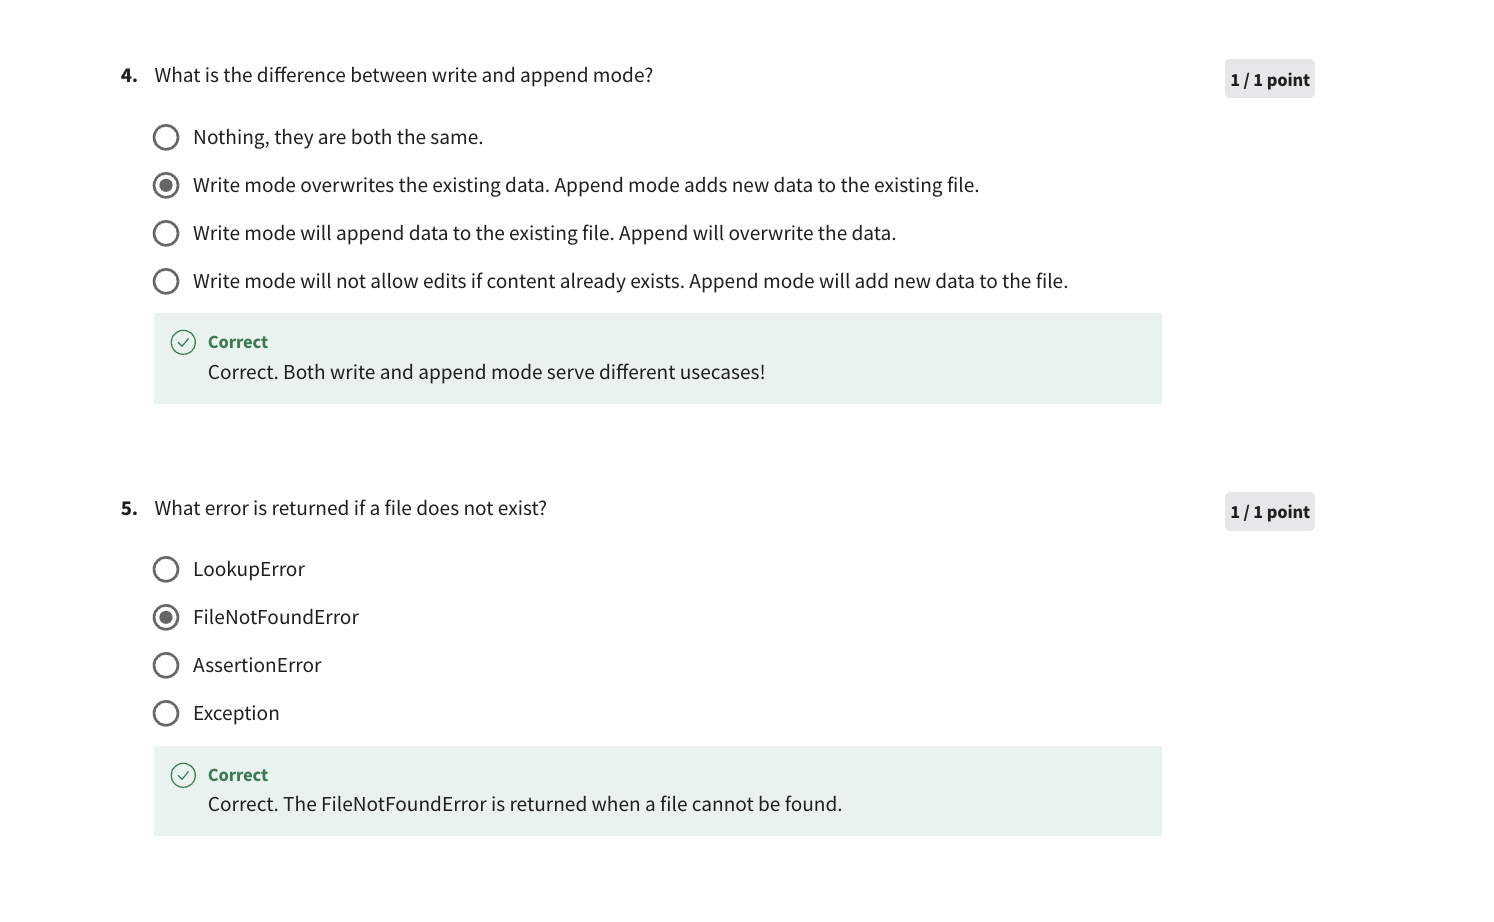 4. What is the difference between write and append mode?
1 / 1 point
Nothing, they are both the same.
Write mode overwrites the existing data. Append mode adds new data to the existing file.
Write mode will append data to the existing file. Append will overwrite the data.
Write mode will not allow edits if content already exists. Append mode will add new data to the file.
Correct
Correct. Both write and append mode serve different usecases!
5. What error is returned if a file does not exist?
1 / 1 point
LookupError
FileNotFoundError
AssertionError
Exception
Correct
Correct. The FileNotFoundError is returned when a file cannot be found.